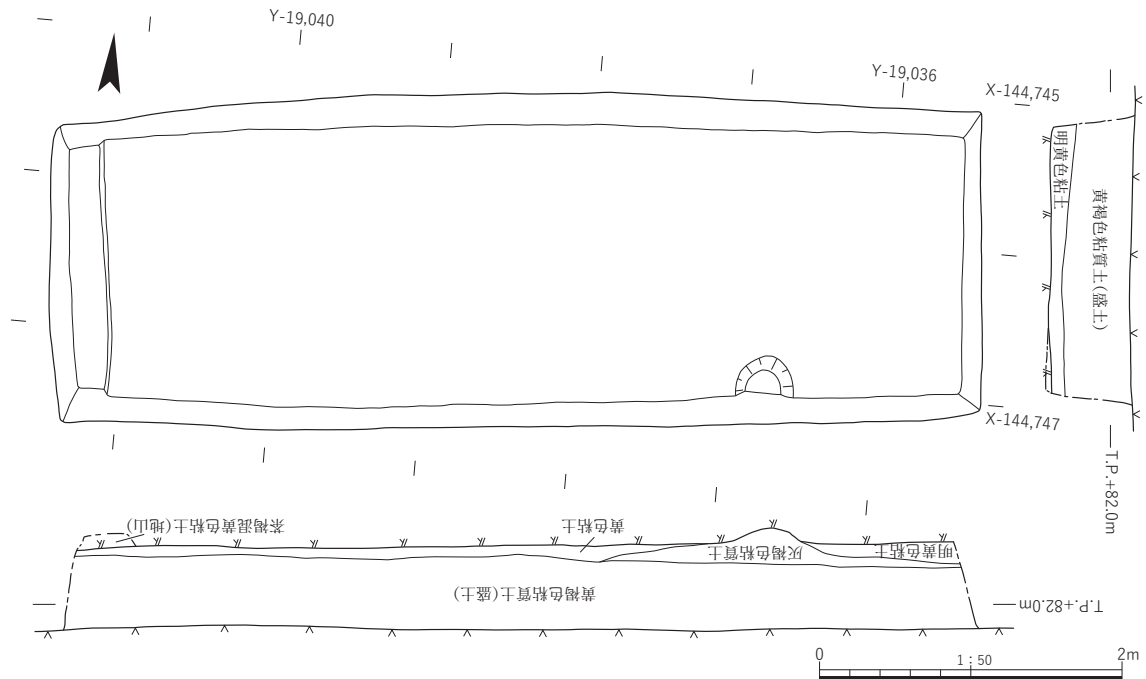 Y-19,040
Y-19,036
X-144,745
明黄色粘土
黄褐色粘質土(盛土)
X-144,747
T.P.+82.0m
茶褐混黄色粘土(地山)
黄色粘土
灰褐色粘質土
明黄色粘土
黄褐色粘質土(盛土)
T.P.+82.0m
0
1:50
2m